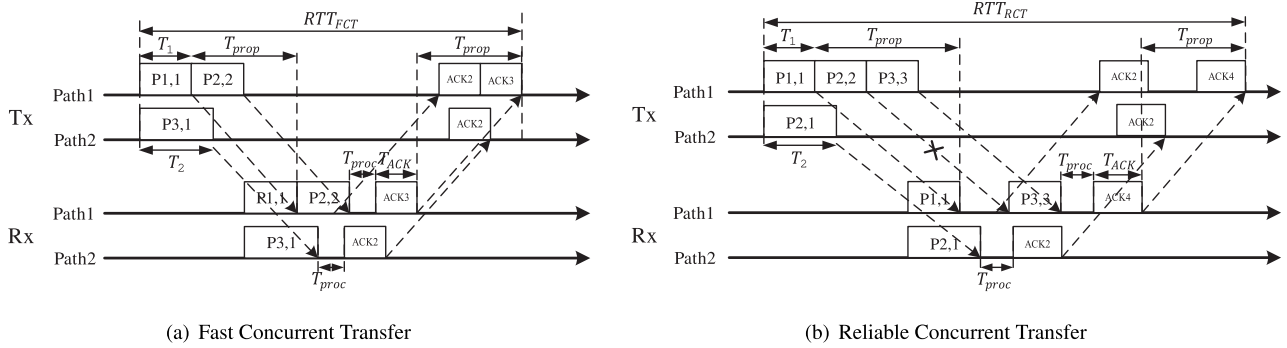 RTT_FCT
T_1 T_prop T_prop
P1,1 P2,2 ACK2 ACK3
Path1
Tx
P3,1 ACK2
Path2
T_2 T_proc T_ACK
R1,1 P2,2 ACK3
Path1
Rx
P3,1 ACK2
Path2
T_proc
(a) Fast Concurrent Transfer
RTT_RCT
T_1 T_prop T_prop
P1,1 P2,2 P3,3 ACK2 ACK4
Path1
Tx
P2,1 ACK2
Path2
T_2 T_proc T_ACK
P1,1 P3,3 ACK4
Path1
Rx
P2,1 ACK2
Path2
T_proc
(b) Reliable Concurrent Transfer